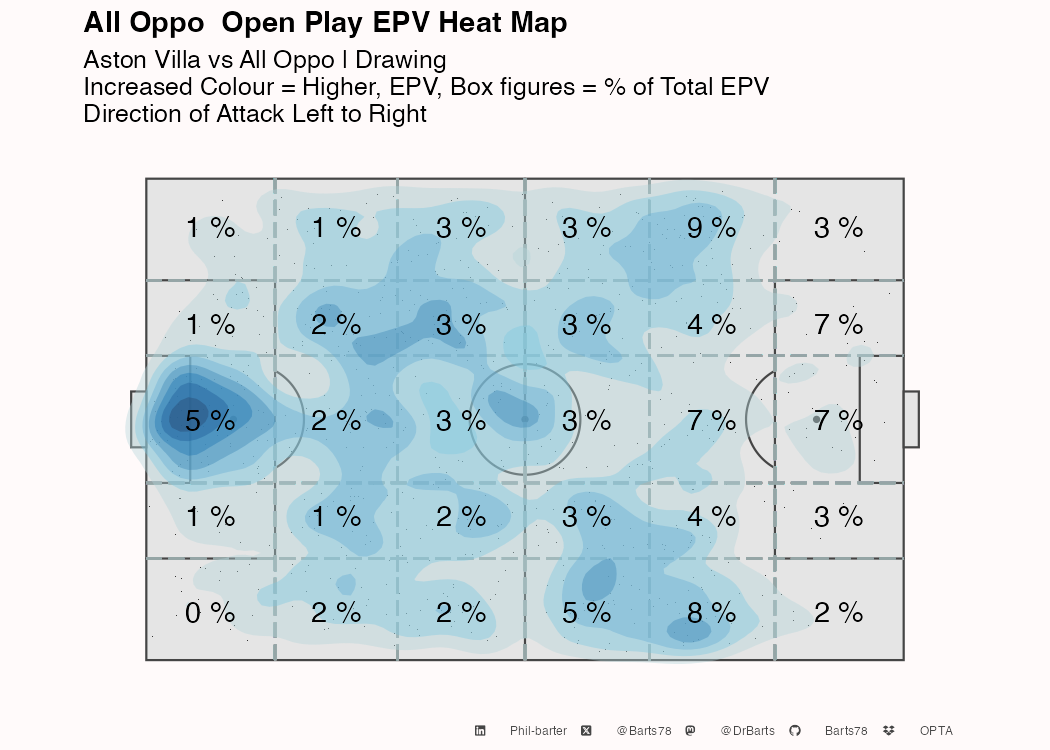 All Oppo  Open Play EPV Heat Map
Aston Villa vs All Oppo | Drawing
Increased Colour = Higher, EPV, Box figures = % of Total EPV
Direction of Attack Left to Right
1 % 1 % 3 % 3 % 9 % 3 %
1 % 2 % 3 % 3 % 4 % 7 %
5 % 2 % 3 % 3 % 7 % 7 %
1 % 1 % 2 % 3 % 4 % 3 %
0 % 2 % 2 % 5 % 8 % 2 %
Phil-barter @Barts78 @DrBarts Barts78 OPTA